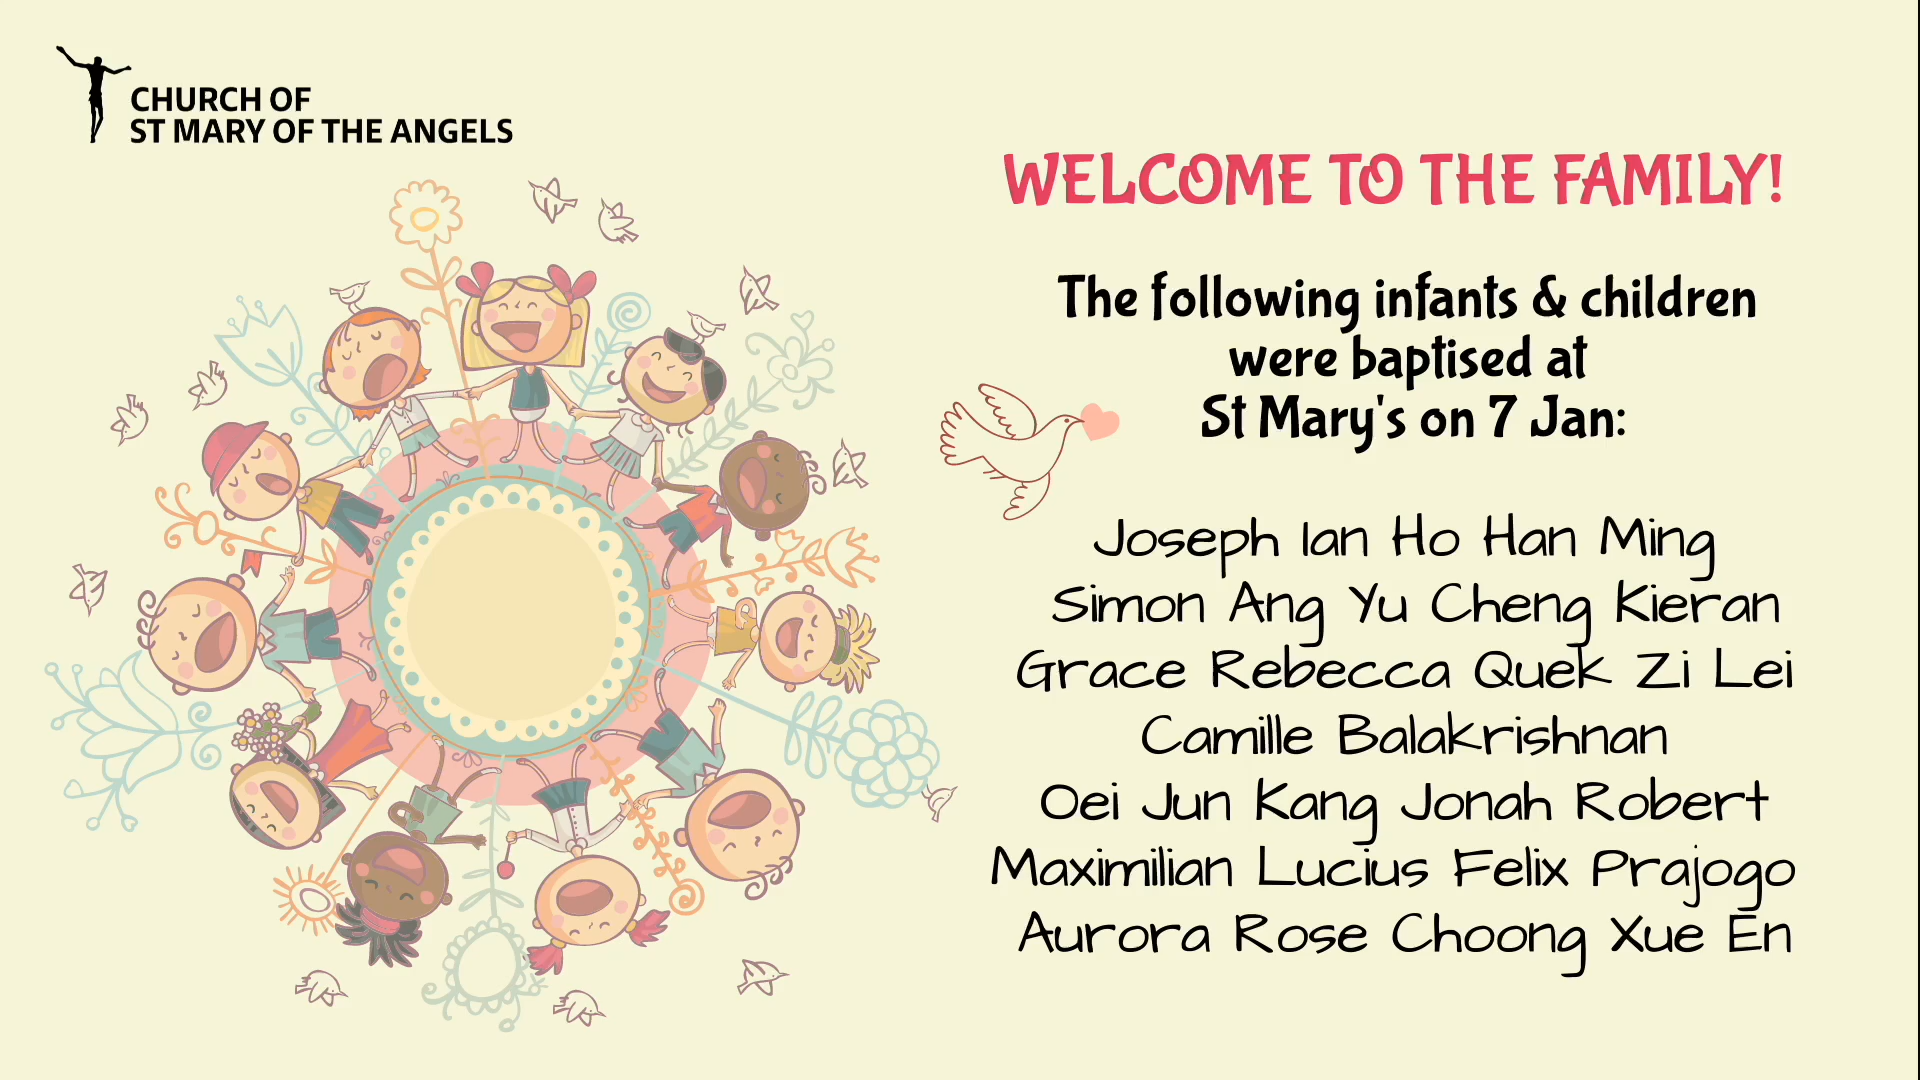 CHURCH OF
ST MARY OF THE ANGELS
WELCOME TO THE FAMILY!
The following infants & children
were baptised at
St Mary's on 7 Jan:
Joseph Ian Ho Han Ming
Simon Ang Yu Cheng Kieran
Grace Rebecca Quek Zi Lei
Camille Balakrishnan
Oei Jun Kang Jonah Robert
Maximilian Lucius Felix Prajogo
Aurora Rose Choong Xue En